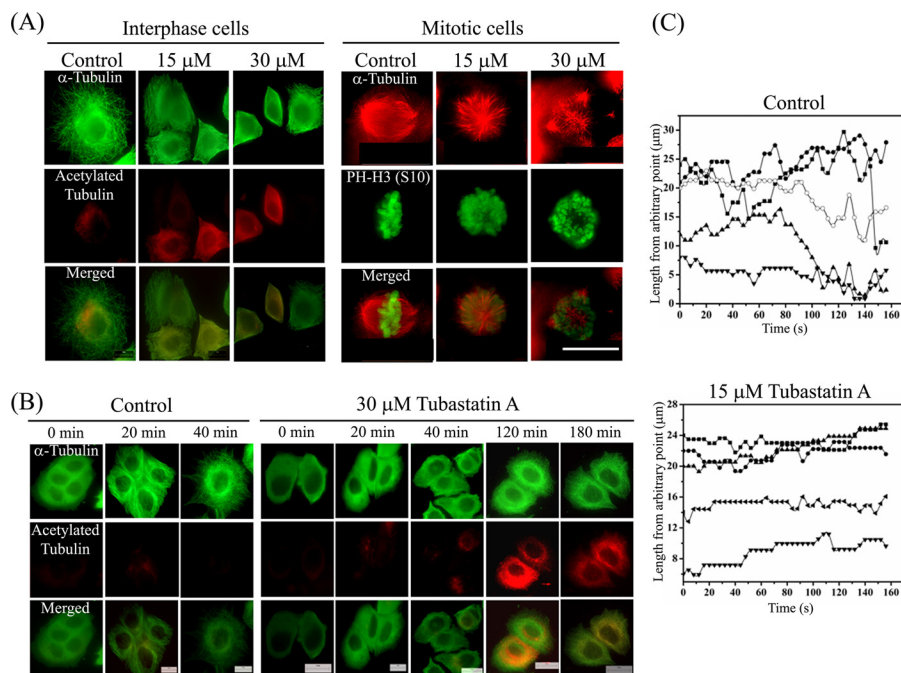 (A)
Interphase cells
Mitotic cells
Control 15 μM 30 μM
Control 15 μM 30 μM
α-Tubulin
α-Tubulin
Acetylated
Tubulin
PH-H3 (S10)
Merged
Merged
(B)
Control
30 μM Tubastatin A
0 min 20 min 40 min
0 min 20 min 40 min 120 min 180 min
α-Tubulin
Acetylated
Tubulin
Merged
(C)
Control
Length from arbitrary point (μm)
30
25
20
15
10
5
0
0 20 40 60 80 100 120 140 160
Time (s)
15 μM Tubastatin A
Length from arbitrary point (μm)
28
24
20
16
12
8
0 20 40 60 80 100 120 140 160
Time (s)